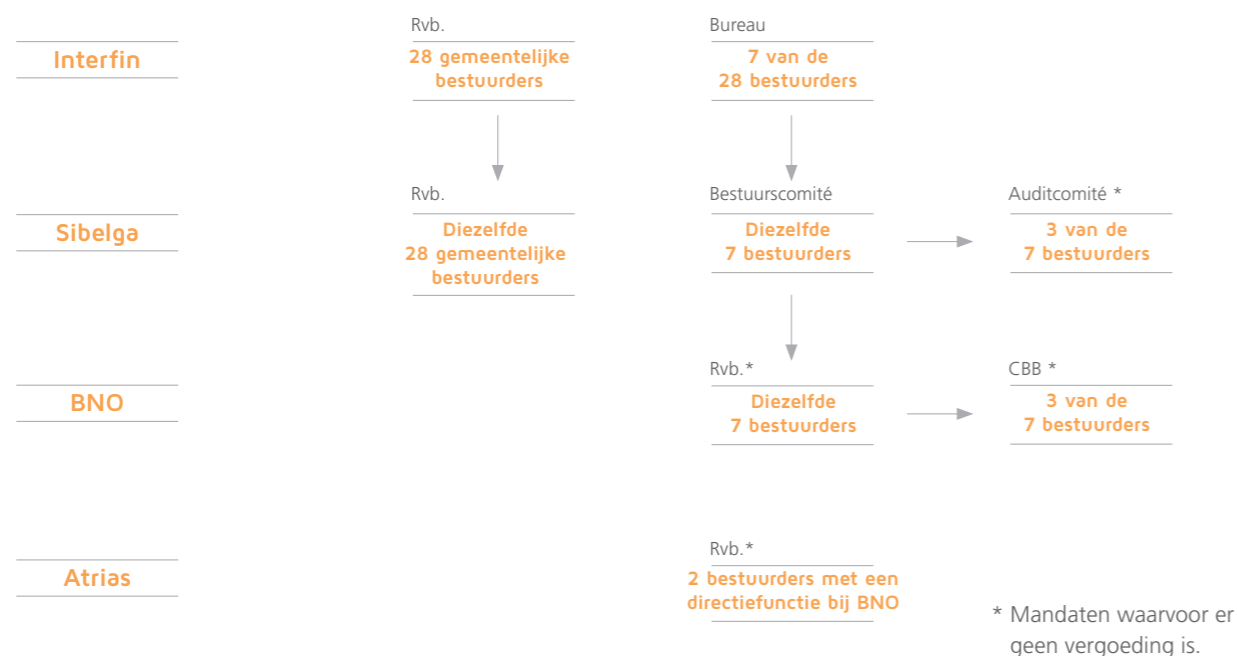 Rvb.
Bureau
Interfin
28 gemeentelijke
bestuurders
7 van de
28 bestuurders
Rvb.
Bestuurscomité
Auditcomité *
Sibelga
Diezelfde
28 gemeentelijke
bestuurders
Diezelfde
7 bestuurders
3 van de
7 bestuurders
Rvb.*
CBB *
BNO
Diezelfde
7 bestuurders
3 van de
7 bestuurders
Rvb.*
Atrias
2 bestuurders met een
directiefunctie bij BNO
* Mandaten waarvoor er
geen vergoeding is.